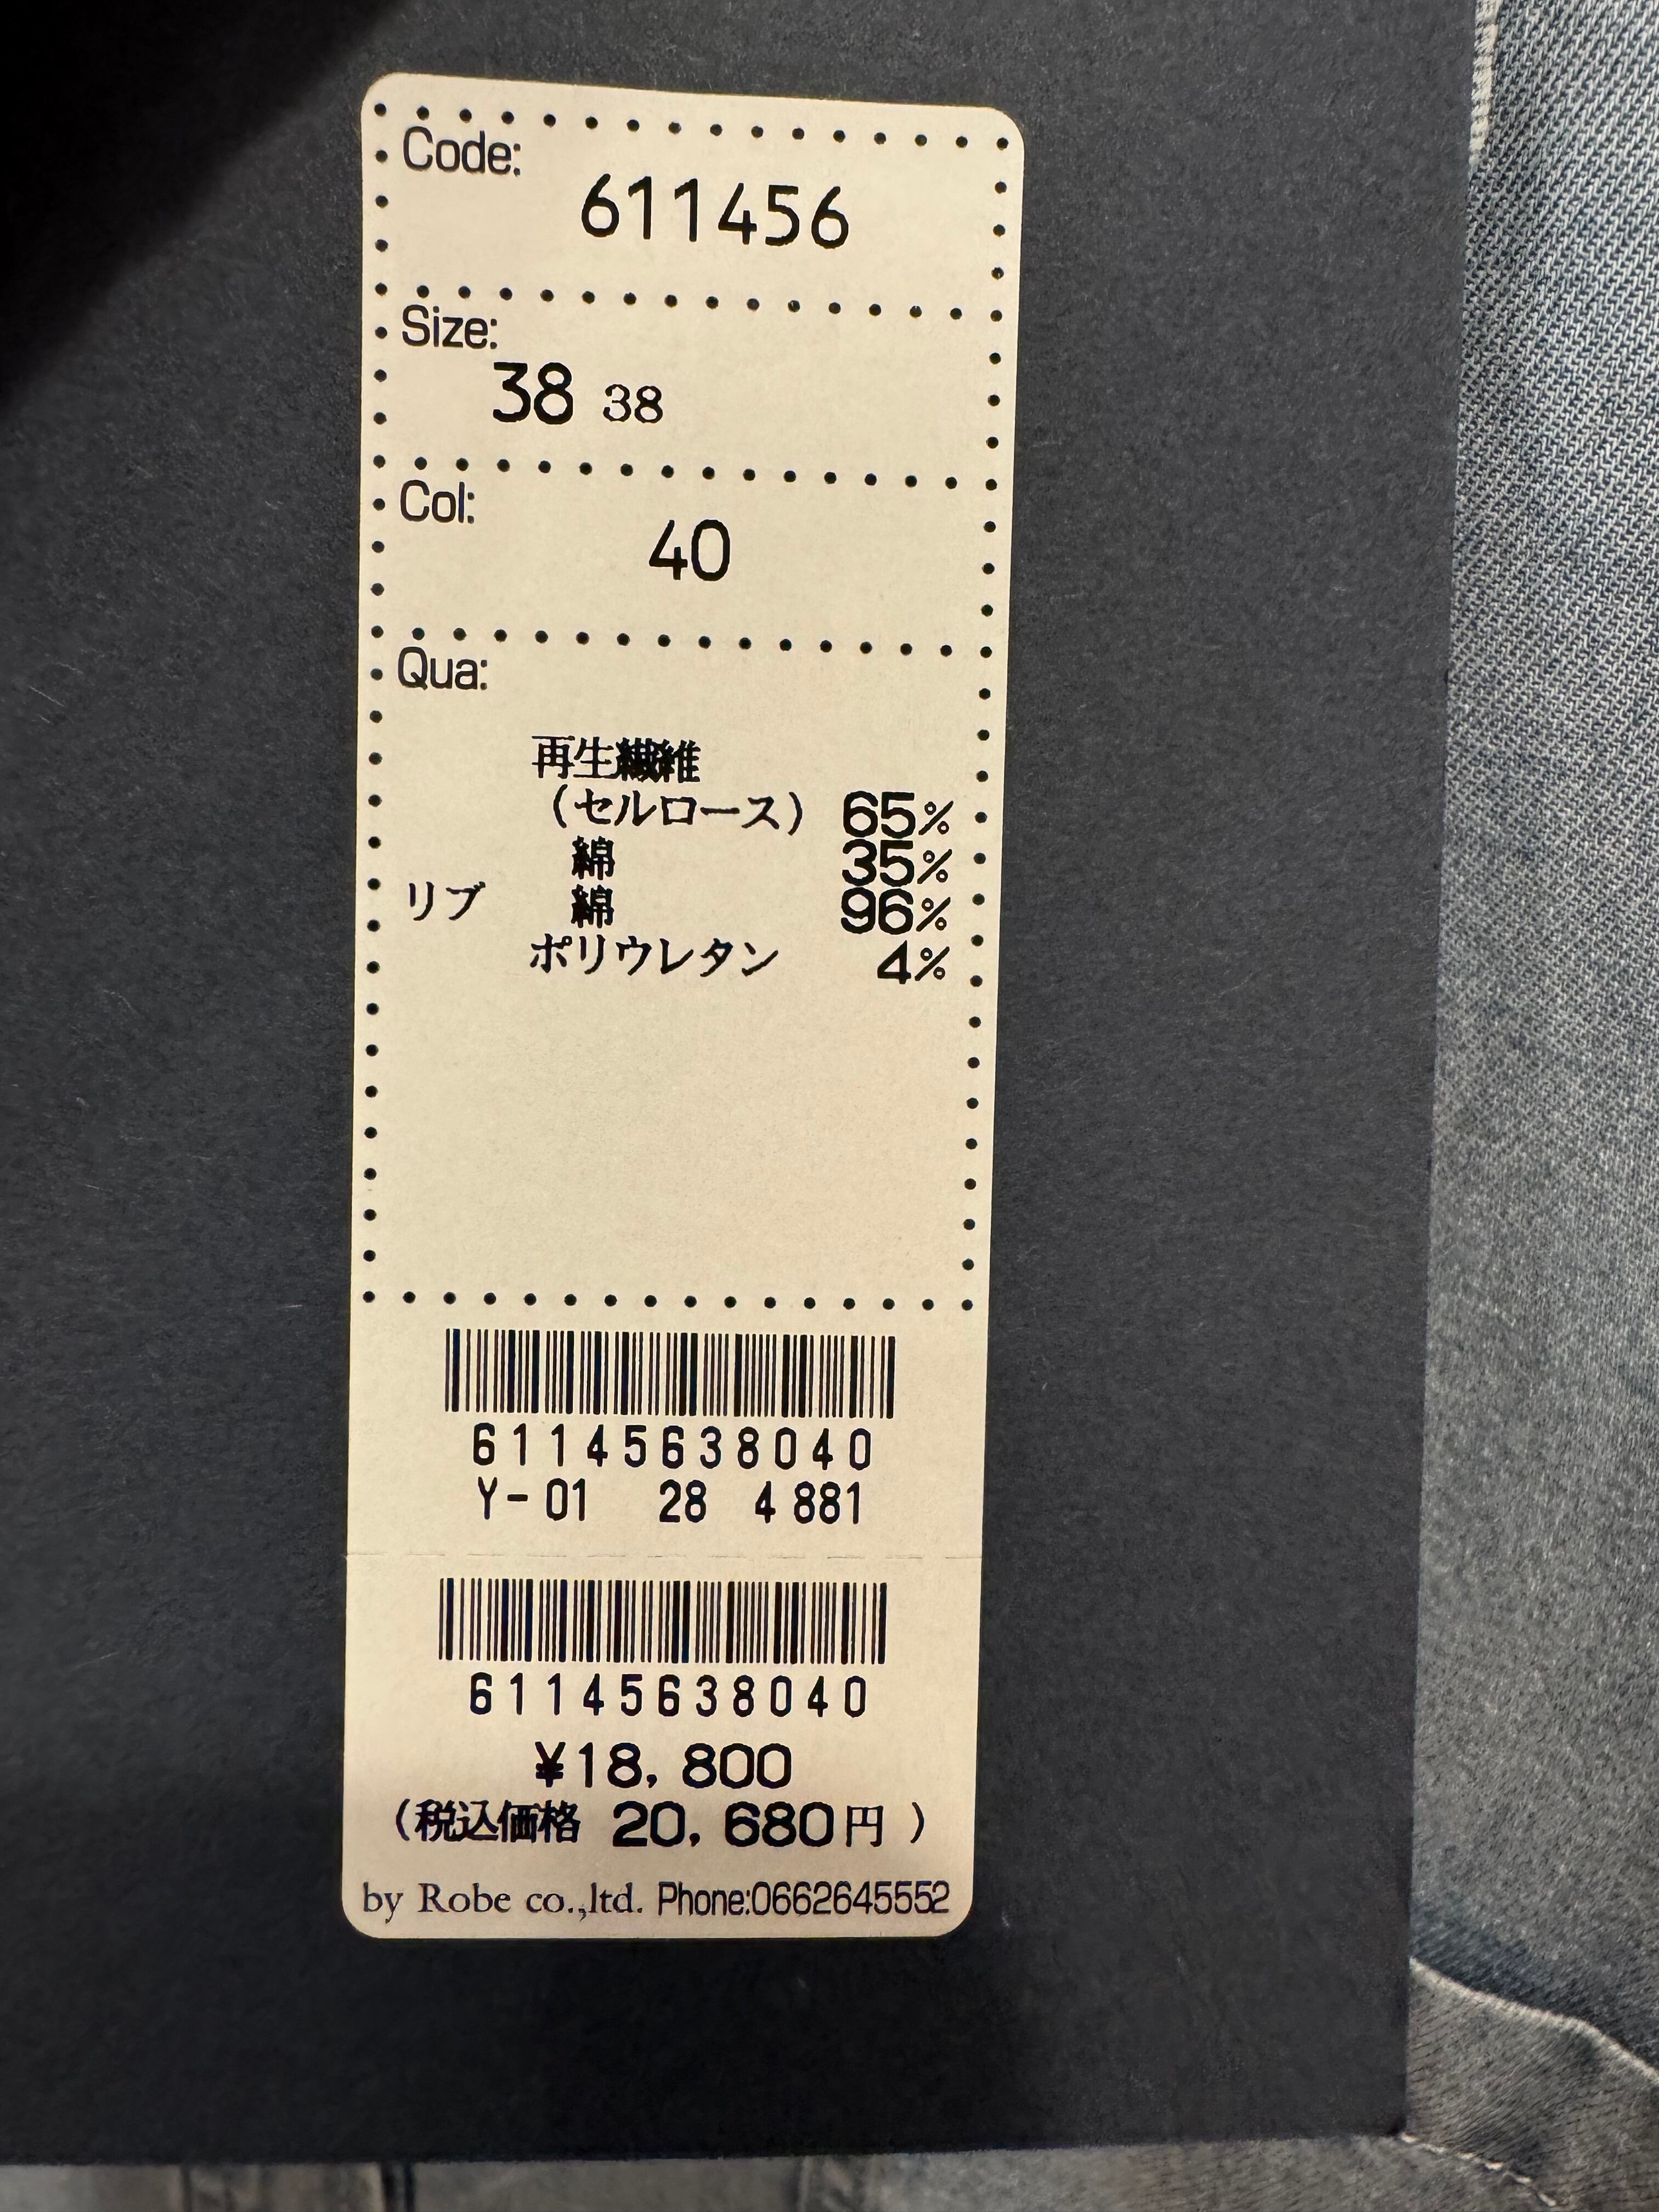 Code:
611456
Size:
38 38
Col:
40
Qua:
再生繊維
(セルロース) 65%
綿 35%
リブ 綿 96%
ポリウレタン 4%
61145638040
Y-01 28 4 881
61145638040
¥18, 800
(税込価格 20, 680円 )
by Robe co.,ltd. Phone:0662645552